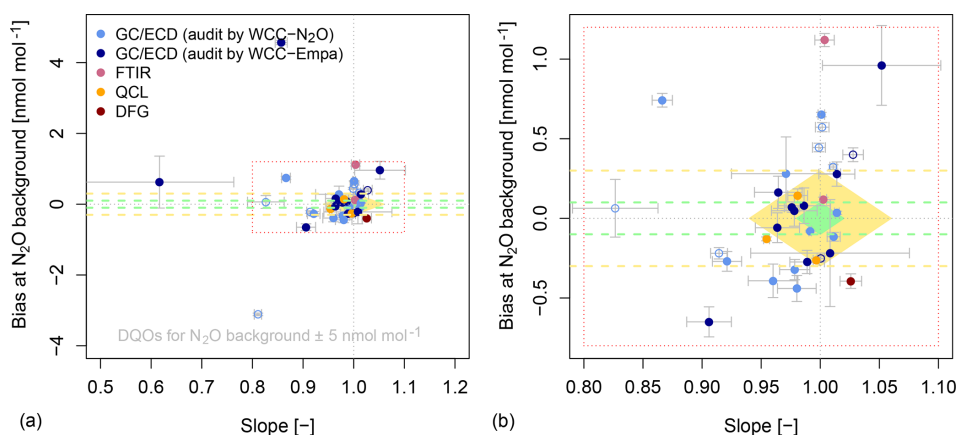 GC/ECD (audit by WCC−N₂O)
GC/ECD (audit by WCC−Empa)
FTIR
QCL
DFG
DQOs for N₂O background ± 5 nmol mol⁻¹
Bias at N₂O background [nmol mol⁻¹]
4
2
0
−2
−4
0.5 0.6 0.7 0.8 0.9 1.0 1.1 1.2
Slope [−]
(a)
Bias at N₂O background [nmol mol⁻¹]
1.0
0.5
0.0
−0.5
0.80 0.85 0.90 0.95 1.00 1.05 1.10
Slope [−]
(b)